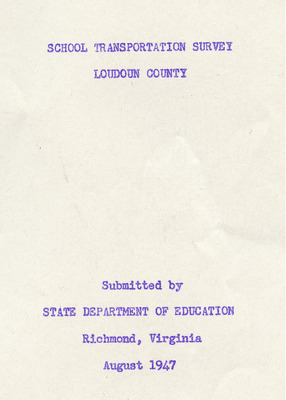 SCHOOL TRANSPORTATION SURVEY
LOUDOUN COUNTY
Submitted by
STATE DEPARTMENT OF EDUCATION
Richmond, Virginia
August 1947